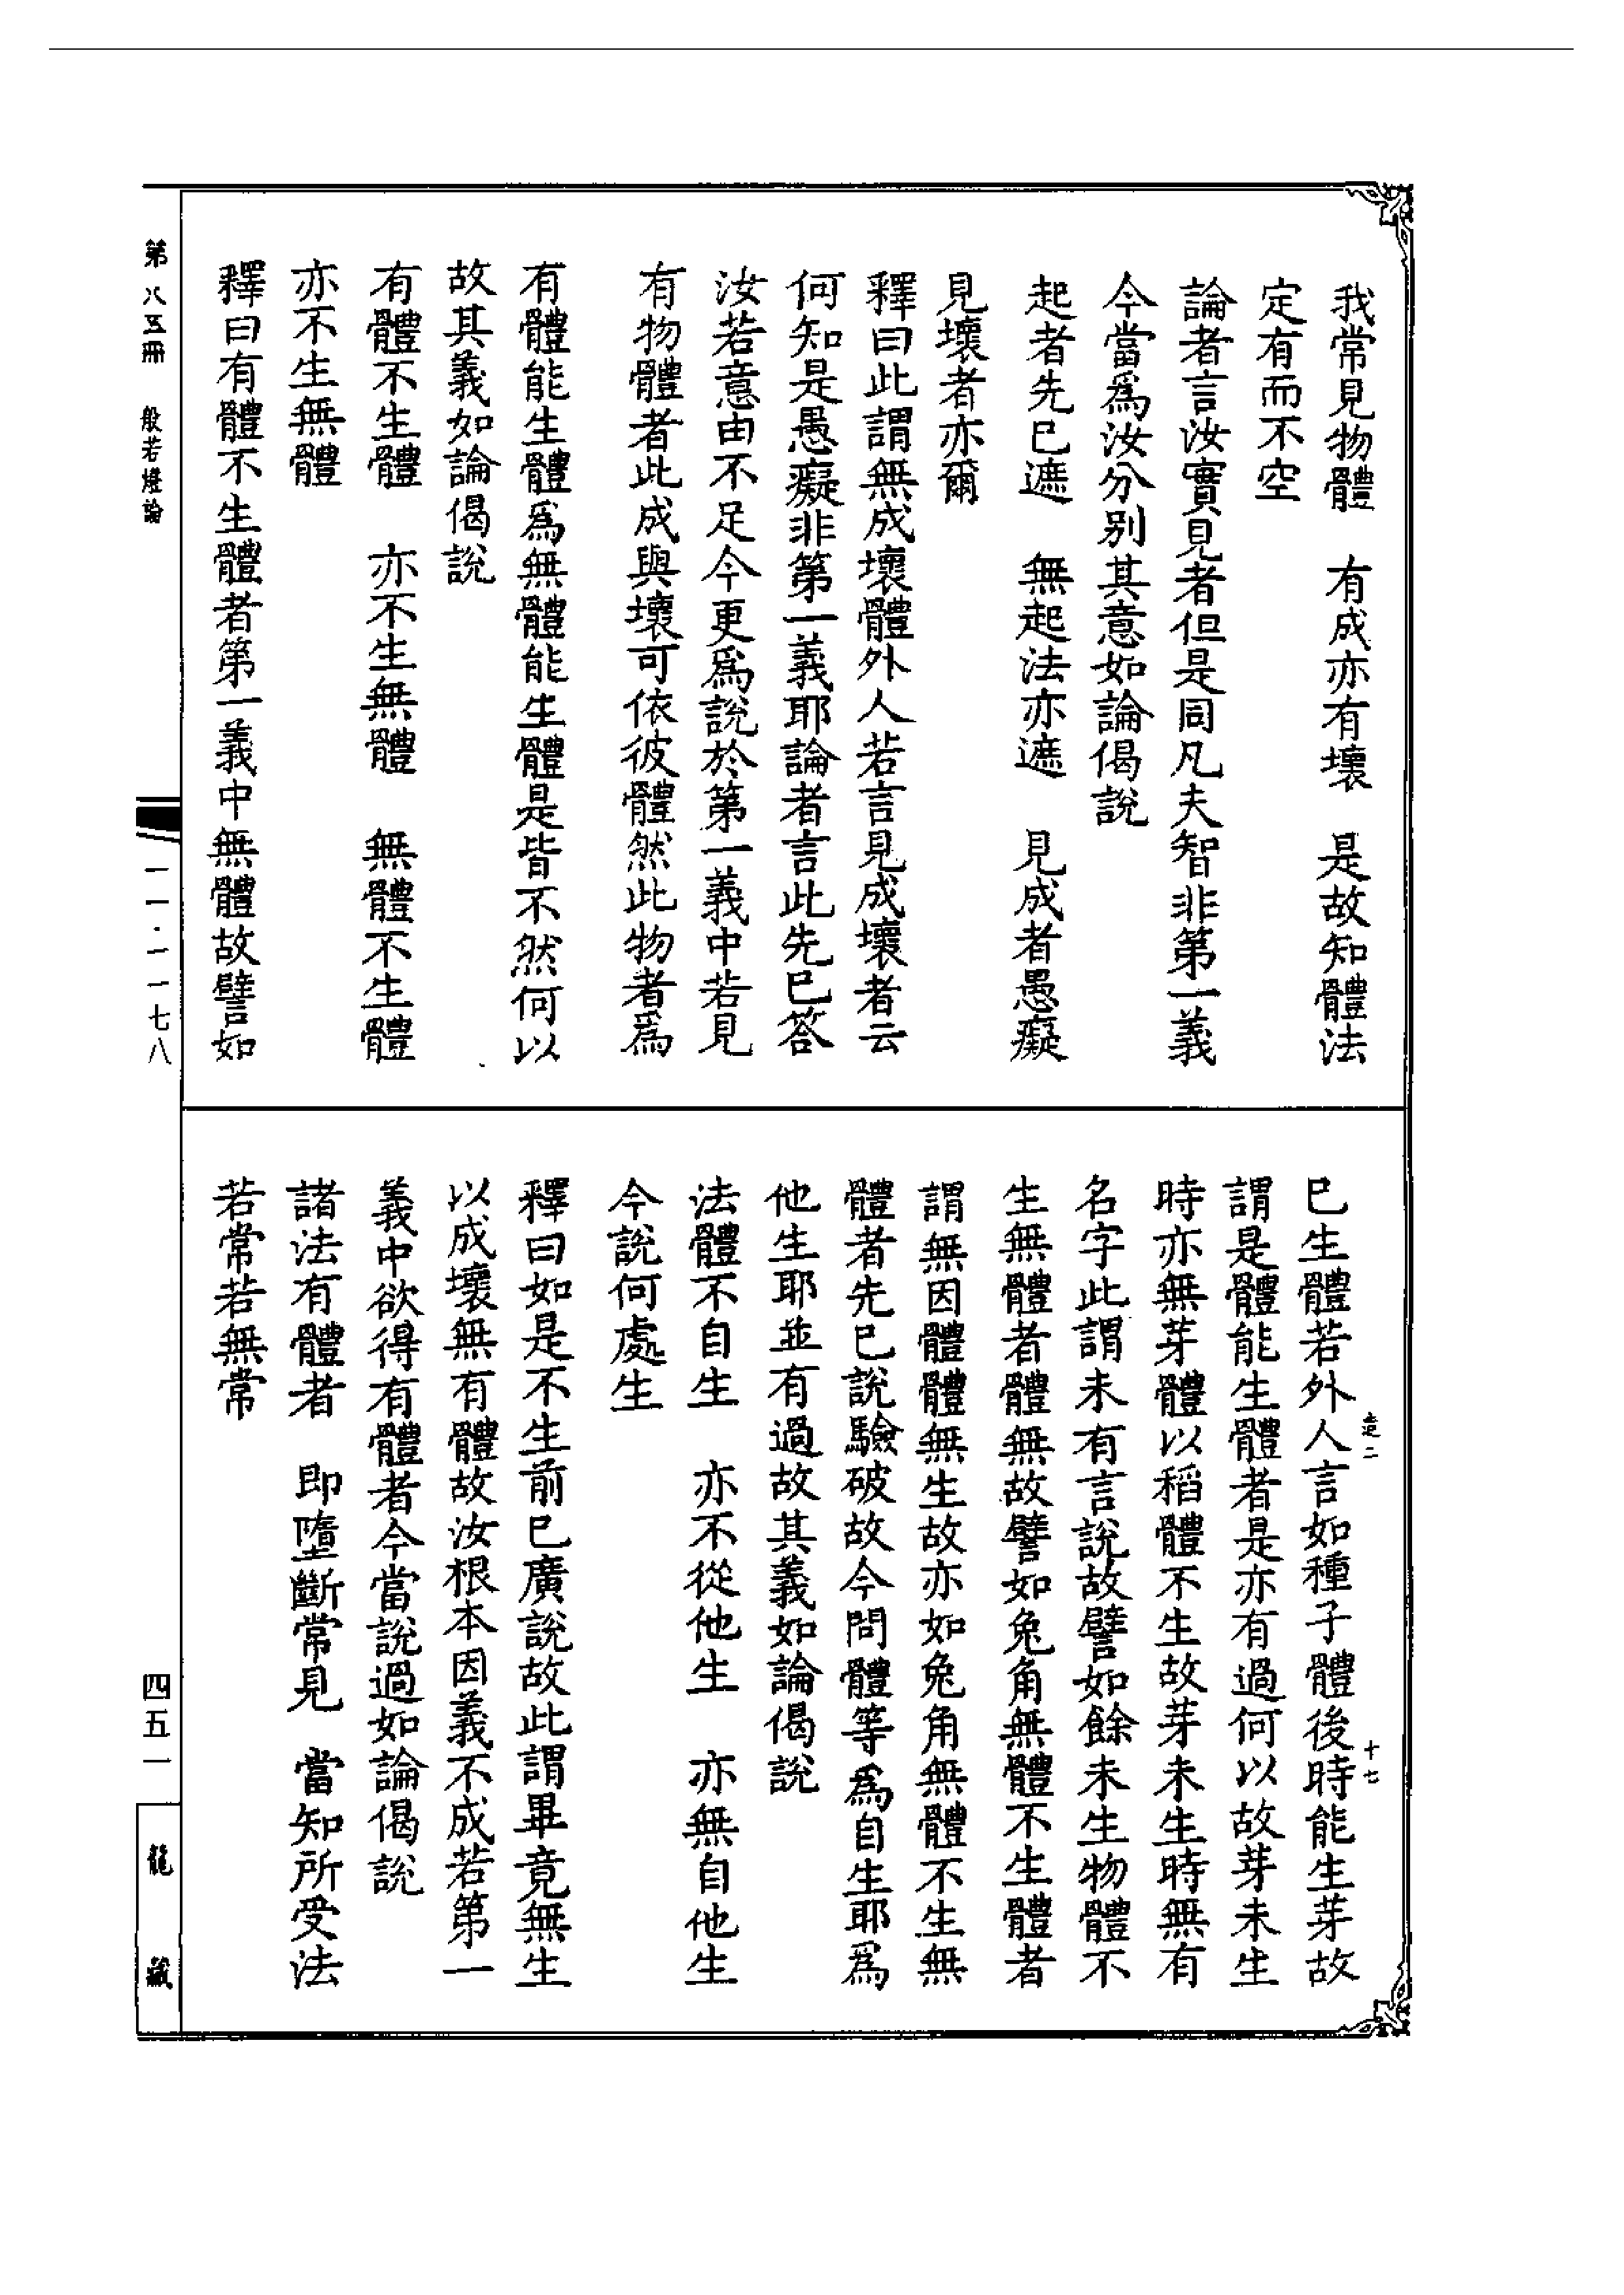 我常見物體　有成亦有壞　是故知體法
定有而不空
論者言汝實見者但是同凡夫智非第一義
今當爲汝分别其意如論偈說
起者先已遮　無起法亦遮　見成者愚癡
見壞者亦爾
釋曰此謂無成壞體外人若言見成壞者云
何知是愚癡非第一義耶論者言此先已答
汝若意由不足今更爲說於第一義中若見
有物體者此成與壞可依彼體然此物者爲
有體能生體爲無體能生體是皆不然何以
故其義如論偈說
有體不生體　亦不生無體　無體不生體
亦不生無體
釋曰有體不生體者第一義中無體故譬如
已生體若外人言如種子體後時能生芽故
謂是體能生體者是亦有過何以故芽未生
時亦無芽體以稻體不生故芽未生時無有
名字此謂未有言說故譬如餘未生物體不
生無體者體無故譬如兔角無體不生體者
謂無因體體無生故亦如兔角無體不生無
體者先已說驗破故今問體等爲自生耶爲
他生耶並有過故其義如論偈說
法體不自生　亦不從他生　亦無自他生
今說何處生
釋曰如是不生前已廣說故此謂畢竟無生
以成壞無有體故汝根本因義不成若第一
義中欲得有體者今當說過如論偈說
諸法有體者　即墮斷常見　當知所受法
若常若無常
第八五冊　般若燈論
一一·一一七八
四五一
龍藏
二
十七